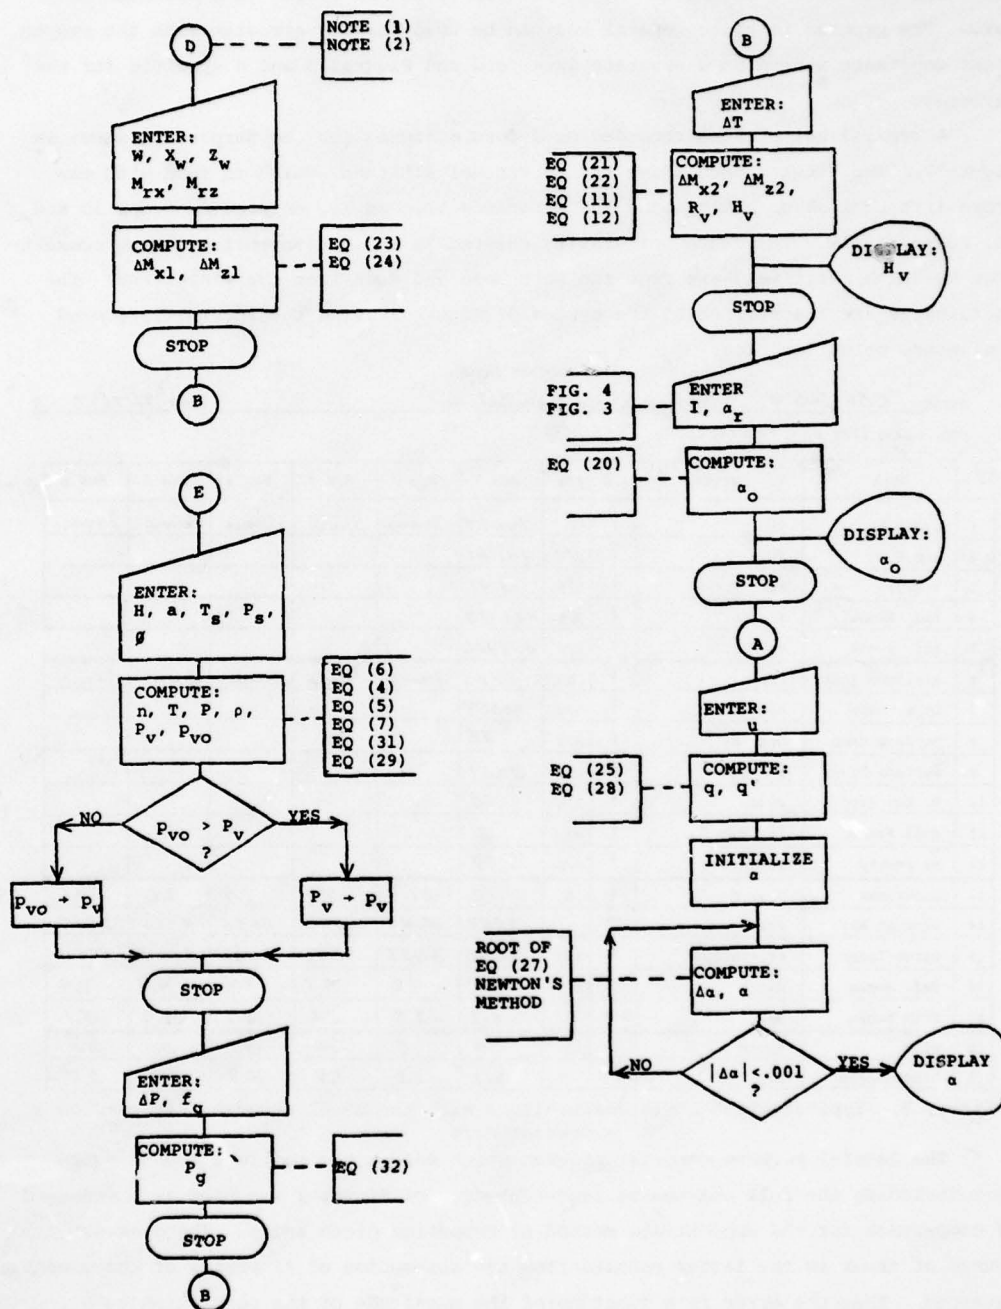 D
NOTE (1)
NOTE (2)
ENTER:
W, X_w, Z_w
M_rx, M_rz
COMPUTE:
ΔM_x1, ΔM_z1
EQ (23)
EQ (24)
STOP
B
E
ENTER:
H, a, T_s, P_s,
ø
COMPUTE:
n, T, P, ρ,
P_v, P_vo
EQ (6)
EQ (4)
EQ (5)
EQ (7)
EQ (31)
EQ (29)
NO
P_vo > P_v
?
YES
P_vo → P_v
P_v → P_v
STOP
ENTER:
ΔP, f_g
COMPUTE:
P_g
EQ (32)
STOP
B
B
ENTER:
ΔT
EQ (21)
EQ (22)
EQ (11)
EQ (12)
COMPUTE:
ΔM_x2, ΔM_z2,
R_v, H_v
DISPLAY:
H_v
STOP
FIG. 4
FIG. 3
ENTER
I, α_r
EQ (20)
COMPUTE:
α_o
DISPLAY:
α_o
STOP
A
ENTER:
u
EQ (25)
EQ (28)
COMPUTE:
q, q'
INITIALIZE
α
ROOT OF
EQ (27)
NEWTON'S
METHOD
COMPUTE:
Δα, α
NO
|Δα|<.001
?
YES
DISPLAY
α